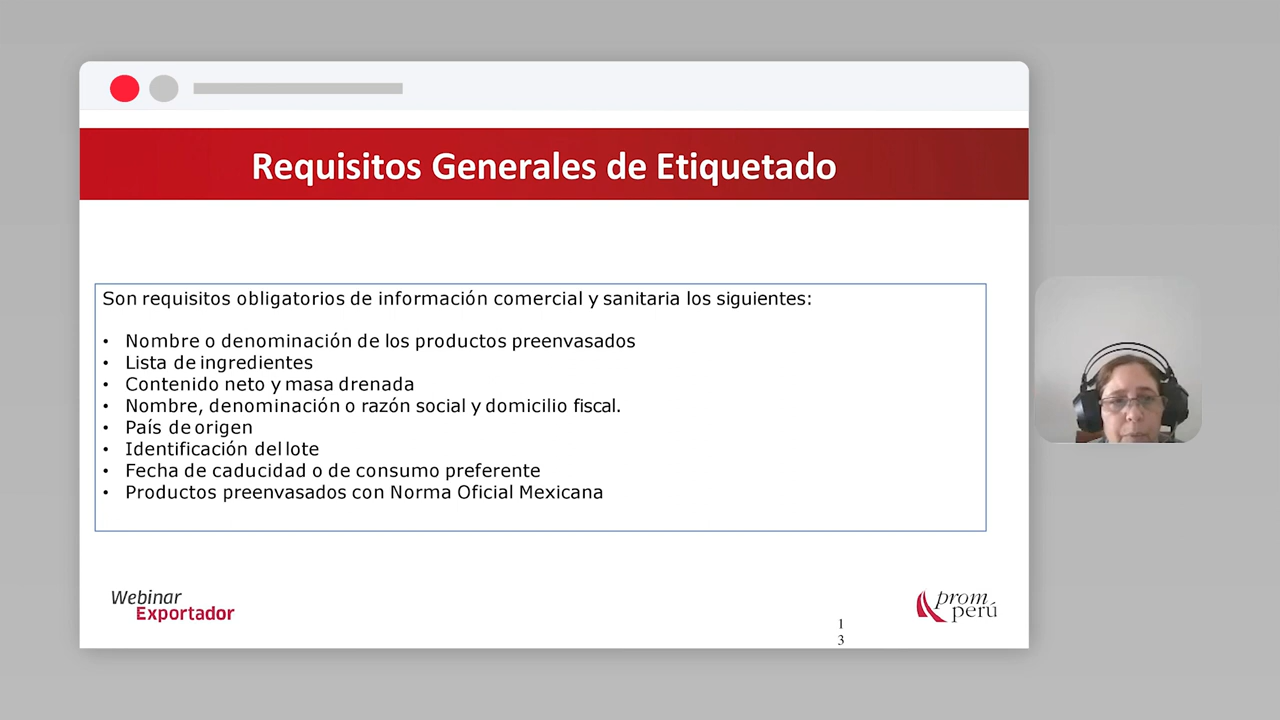 Requisitos Generales de Etiquetado
Son requisitos obligatorios de información comercial y sanitaria los siguientes:
• Nombre o denominación de los productos preenvasados
• Lista de ingredientes
• Contenido neto y masa drenada
• Nombre, denominación o razón social y domicilio fiscal.
• País de origen
• Identificación del lote
• Fecha de caducidad o de consumo preferente
• Productos preenvasados con Norma Oficial Mexicana
Webinar
Exportador
prom
perú
1
3